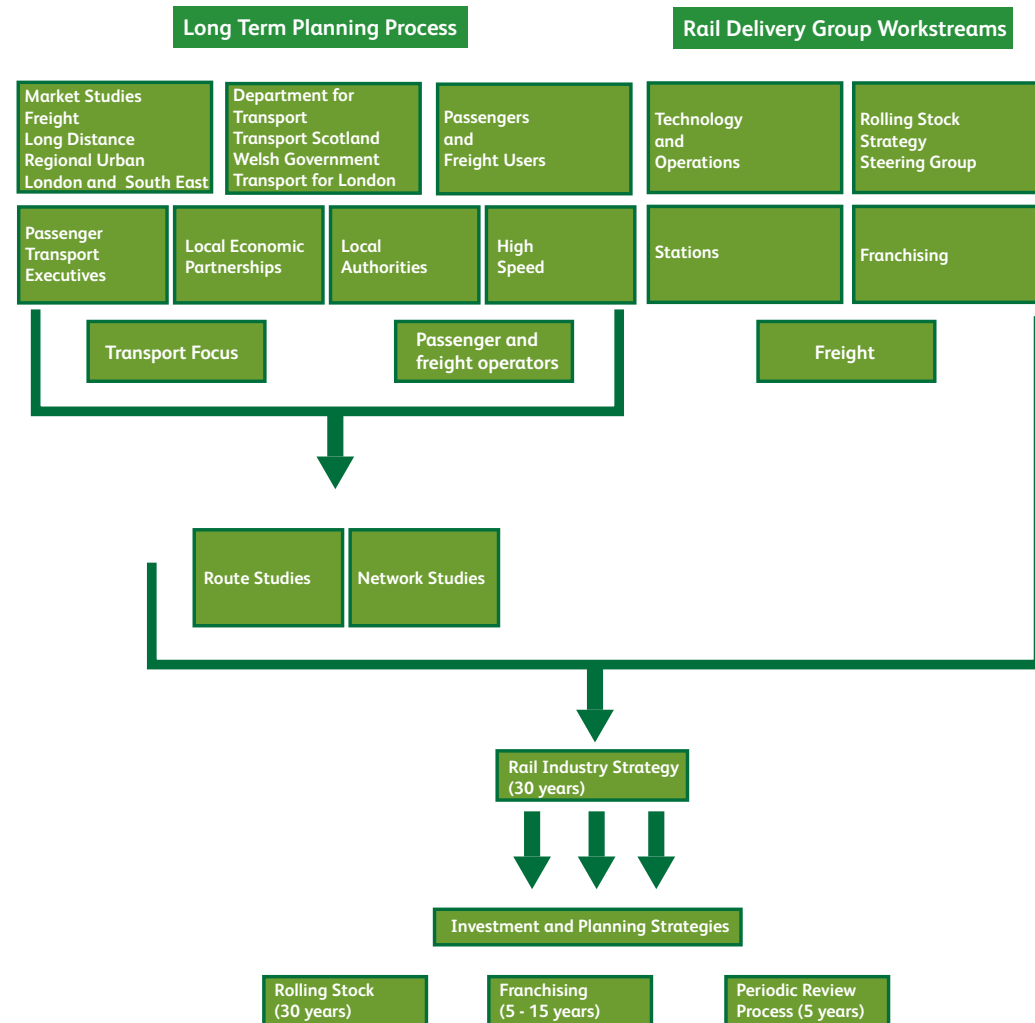 Long Term Planning Process
Rail Delivery Group Workstreams
Market Studies
Freight
Long Distance
Regional Urban
London and South East
Department for
Transport
Transport Scotland
Welsh Government
Transport for London
Passengers
and
Freight Users
Technology
and
Operations
Rolling Stock
Strategy
Steering Group
Passenger
Transport
Executives
Local Economic
Partnerships
Local
Authorities
High
Speed
Stations
Franchising
Transport Focus
Passenger and
freight operators
Freight
Route Studies
Network Studies
Rail Industry Strategy
(30 years)
Investment and Planning Strategies
Rolling Stock
(30 years)
Franchising
(5 - 15 years)
Periodic Review
Process (5 years)